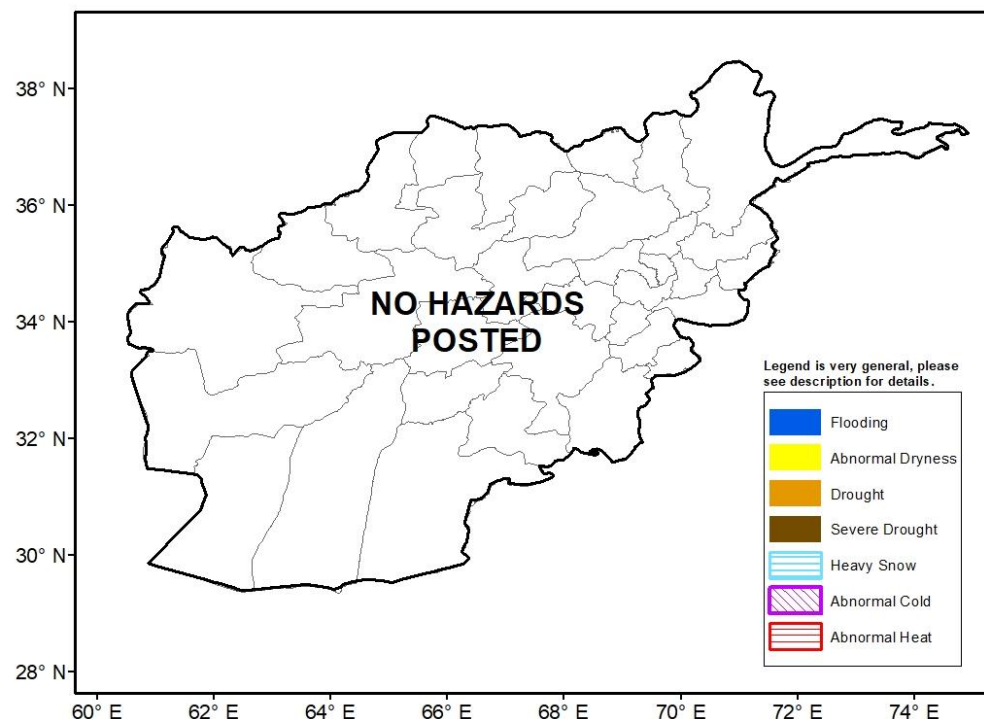 38° N
36° N
34° N
32° N
30° N
28° N
NO HAZARDS
POSTED
Legend is very general, please
see description for details.
Flooding
Abnormal Dryness
Drought
Severe Drought
Heavy Snow
Abnormal Cold
Abnormal Heat
60° E 62° E 64° E 66° E 68° E 70° E 72° E 74° E